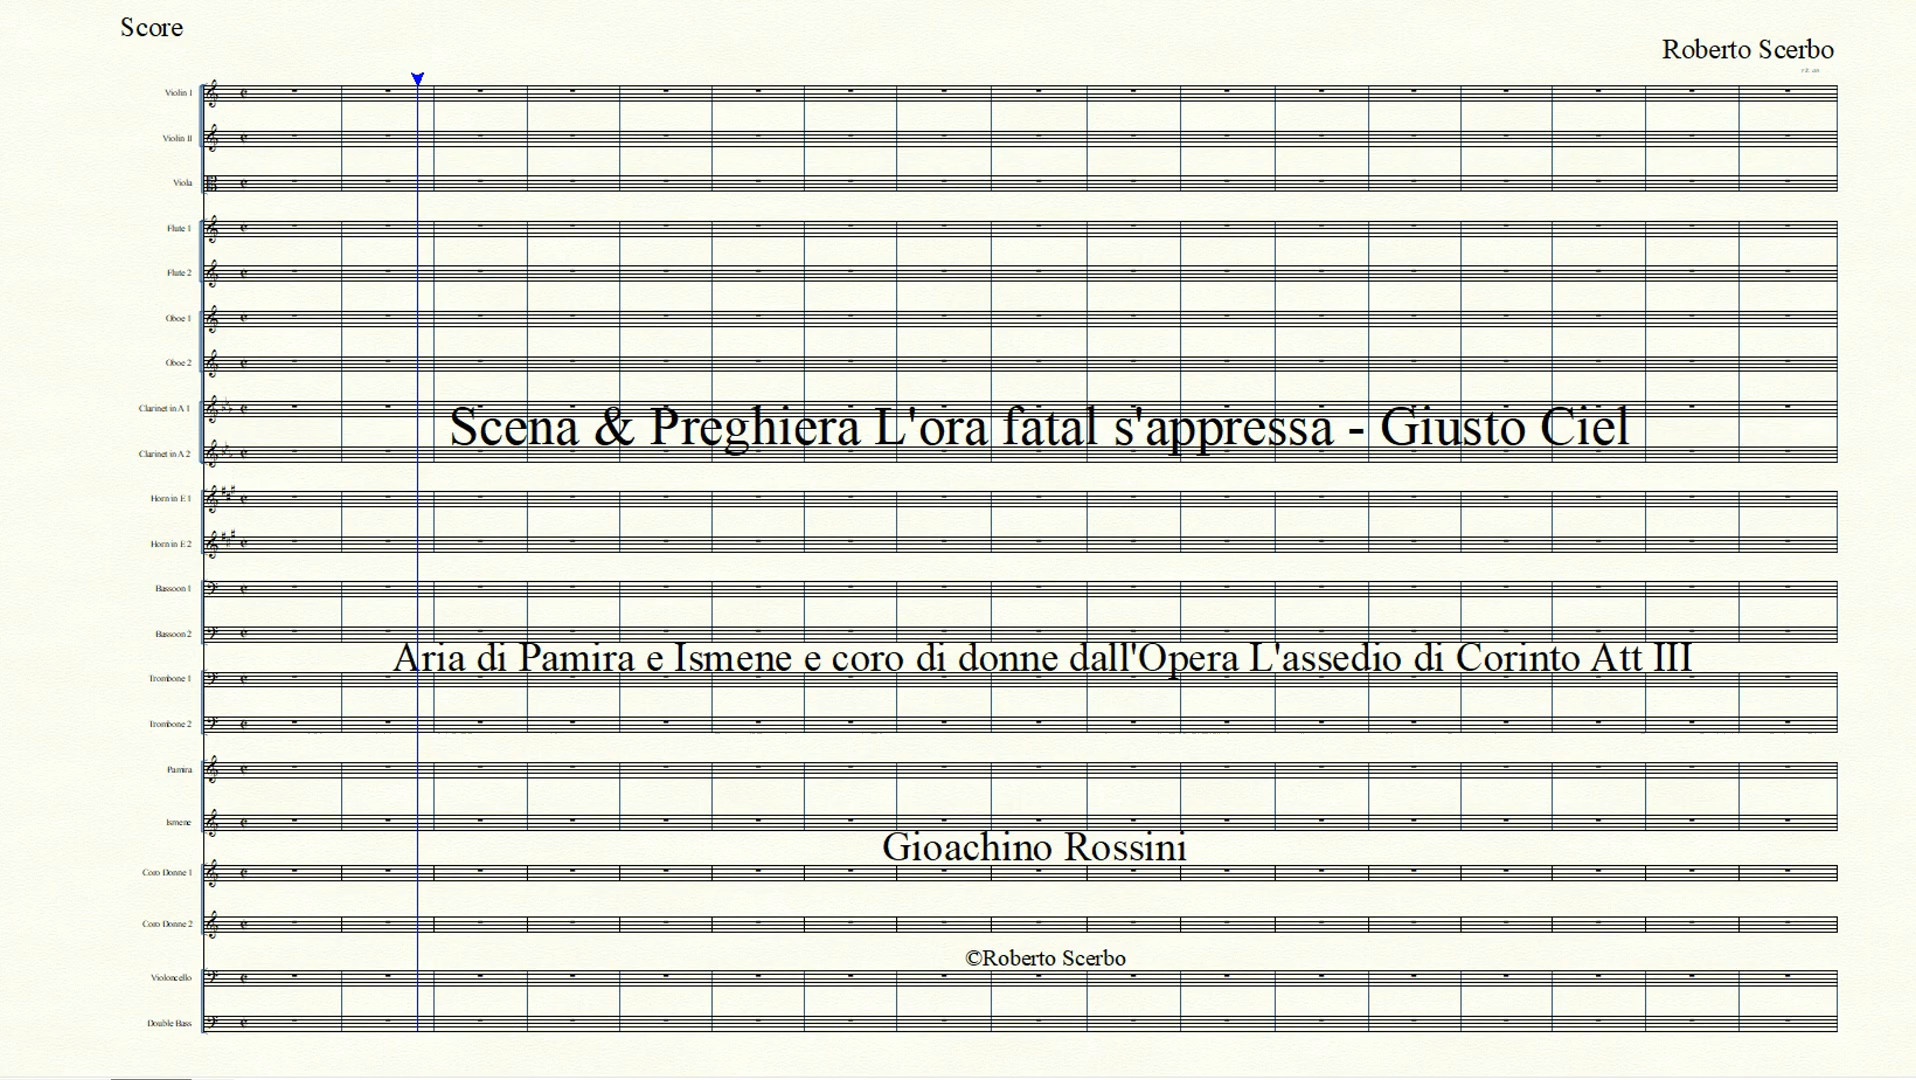 Score
Roberto Scerbo
Violin I
Violin II
Viola
Flute 1
Flute 2
Oboe 1
Oboe 2
Clarinet in A 1
Scena & Preghiera L'ora fatal s'appressa - Giusto Ciel
Clarinet in A 2
Horn in E 1
Horn in E 2
Bassoon 1
Bassoon 2
Aria di Pamira e Ismene e coro di donne dall'Opera L'assedio di Corinto Att III
Trombone 1
Trombone 2
Pamira
Ismene
Gioachino Rossini
Coro Donne 1
Coro Donne 2
©Roberto Scerbo
Violoncello
Double Bass